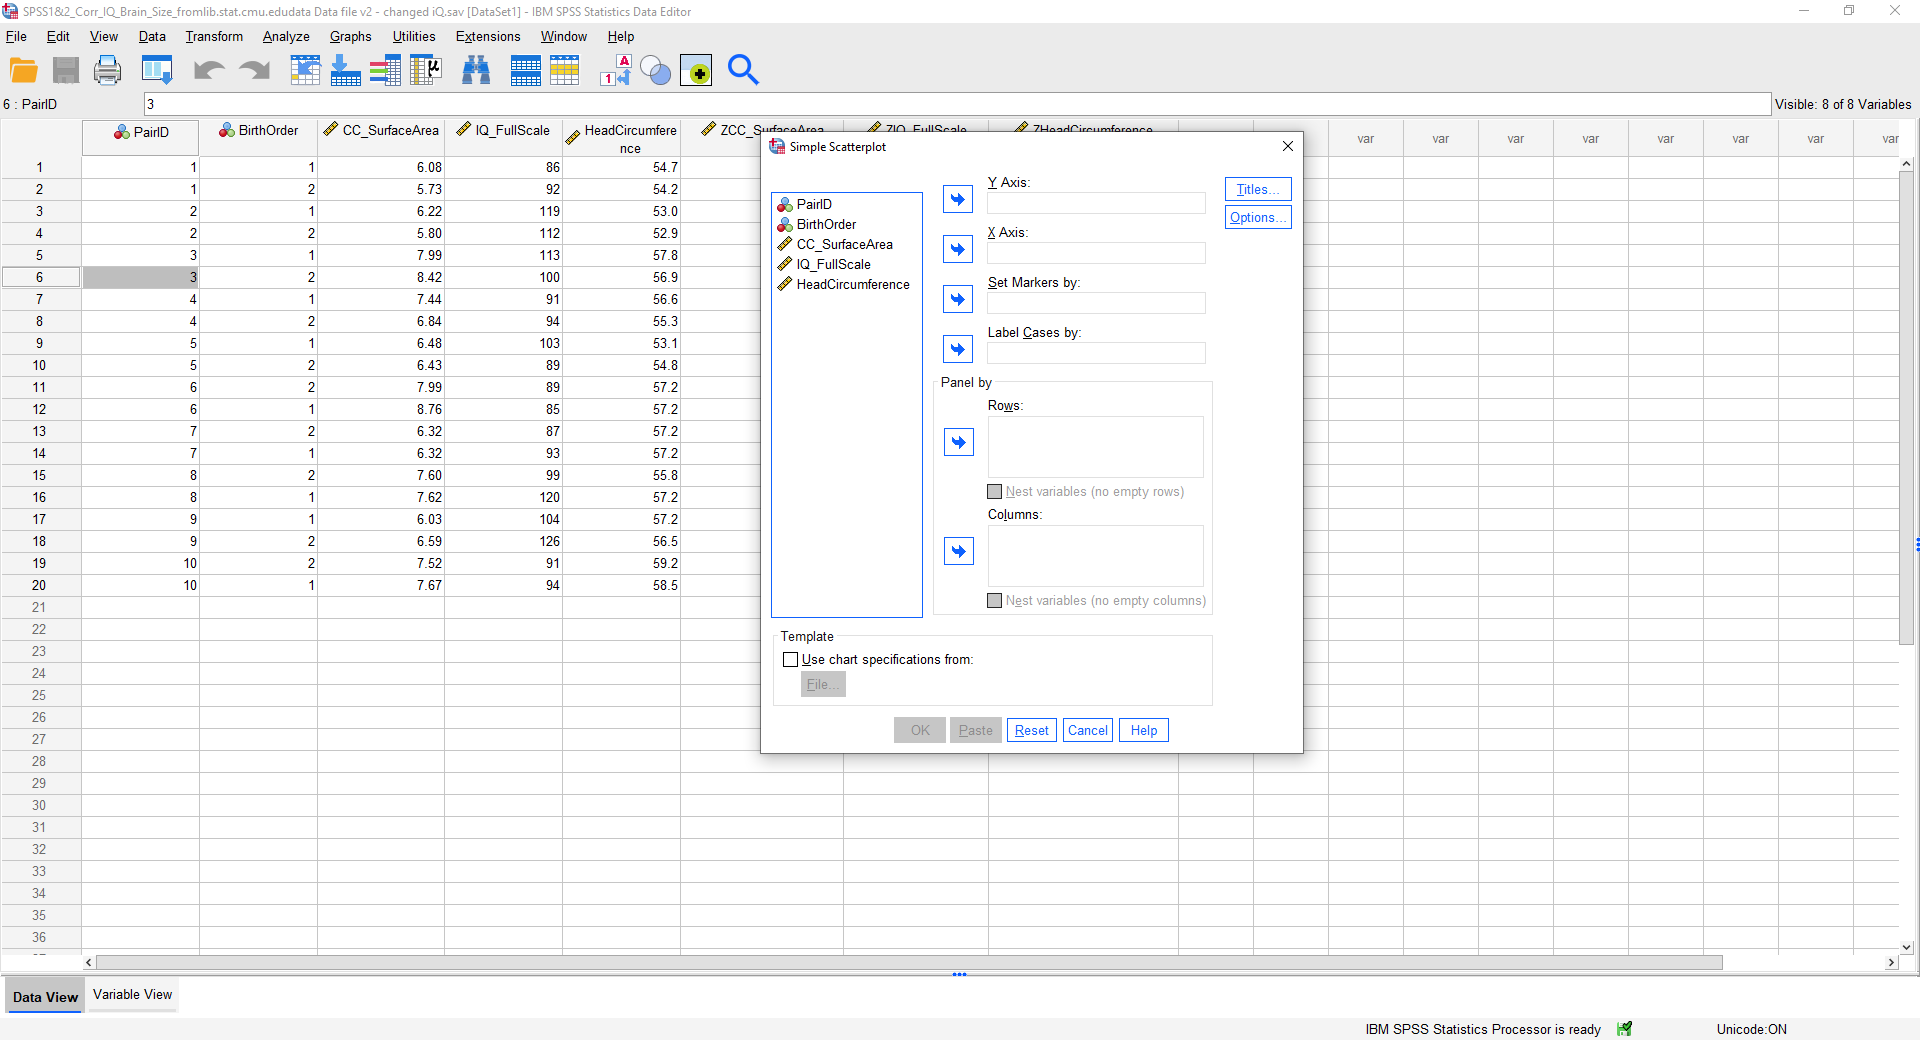 SPSS1&2_Corr_IQ_Brain_Size_fromlib.stat.cmu.edudata Data file v2 - changed iQ.sav [DataSet1] - IBM SPSS Statistics Data Editor
File Edit View Data Transform Analyze Graphs Utilities Extensions Window Help
6 : PairID 3 Visible: 8 of 8 Variables
PairID BirthOrder CC_SurfaceArea IQ_FullScale HeadCircumfere ZCC_SurfaceArea ZIQ_FullScale ZHeadCircumference var var var var var var var var
nce
1 1 1 6.08 86 54.7
2 1 2 5.73 92 54.2
3 2 1 6.22 119 53.0
4 2 2 5.80 112 52.9
5 3 1 7.99 113 57.8
6 3 2 8.42 100 56.9
7 4 1 7.44 91 56.6
8 4 2 6.84 94 55.3
9 5 1 6.48 103 53.1
10 5 2 6.43 89 54.8
11 6 2 7.99 89 57.2
12 6 1 8.76 85 57.2
13 7 2 6.32 87 57.2
14 7 1 6.32 93 57.2
15 8 2 7.60 99 55.8
16 8 1 7.62 120 57.2
17 9 1 6.03 104 57.2
18 9 2 6.59 126 56.5
19 10 2 7.52 91 59.2
20 10 1 7.67 94 58.5
21
22
23
24
25
26
27
28
29
30
31
32
33
34
35
36
Simple Scatterplot
PairID
BirthOrder
CC_SurfaceArea
IQ_FullScale
HeadCircumference
Y Axis:
X Axis:
Set Markers by:
Label Cases by:
Titles...
Options...
Panel by
Rows:
Nest variables (no empty rows)
Columns:
Nest variables (no empty columns)
Template
Use chart specifications from:
File...
OK Paste Reset Cancel Help
Data View Variable View
IBM SPSS Statistics Processor is ready Unicode:ON